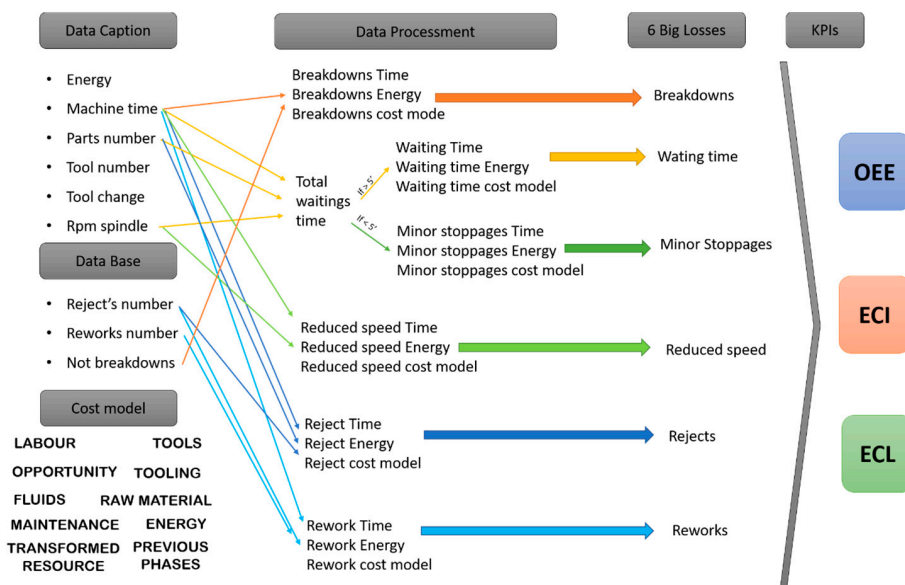 Data Caption
Data Processment
6 Big Losses
KPIs
• Energy
• Machine time
• Parts number
• Tool number
• Tool change
• Rpm spindle
Data Base
• Reject's number
• Reworks number
• Not breakdowns
Cost model
LABOUR TOOLS
OPPORTUNITY TOOLING
FLUIDS RAW MATERIAL
MAINTENANCE ENERGY
TRANSFORMED PREVIOUS
RESOURCE PHASES
Breakdowns Time
Breakdowns Energy
Breakdowns cost mode
Total
waitings
time
If > 5'
If < 5'
Waiting Time
Waiting time Energy
Waiting time cost model
Minor stoppages Time
Minor stoppages Energy
Minor stoppages cost model
Reduced speed Time
Reduced speed Energy
Reduced speed cost model
Reject Time
Reject Energy
Reject cost model
Rework Time
Rework Energy
Rework cost model
Breakdowns
Wating time
Minor Stoppages
Reduced speed
Rejects
Reworks
OEE
ECI
ECL